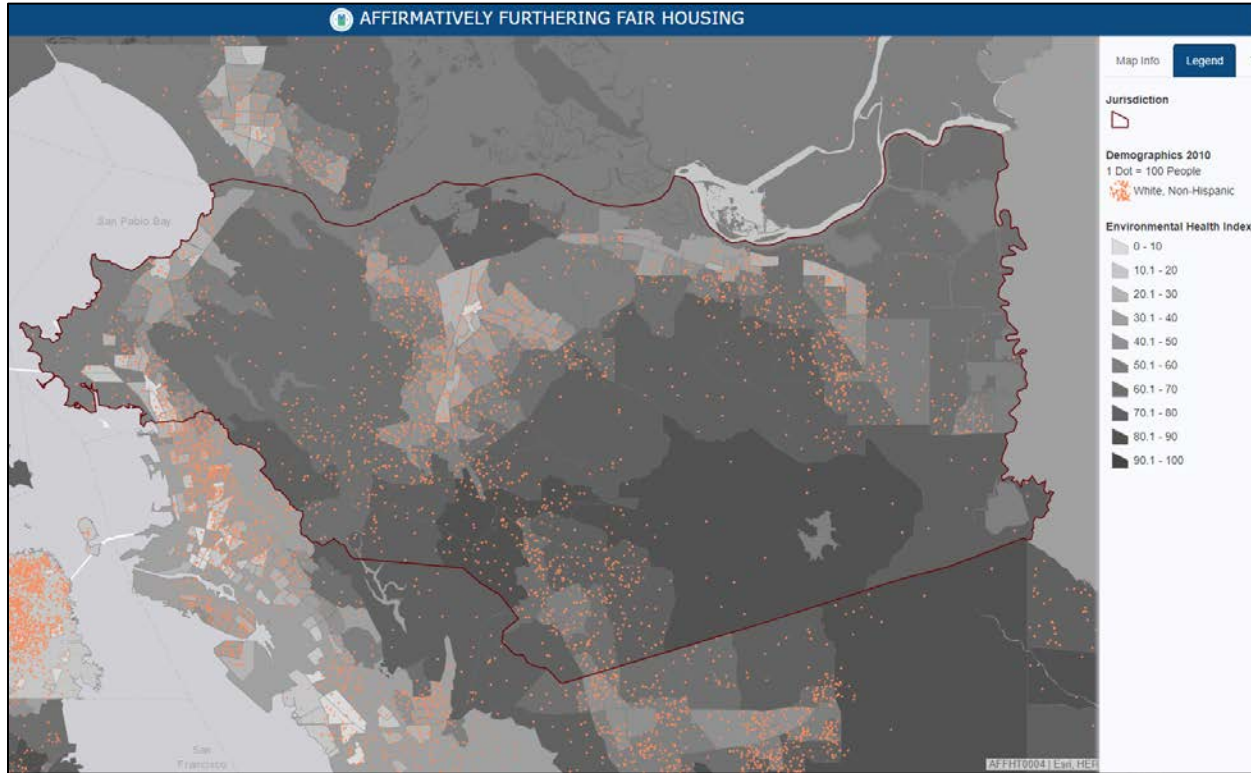 AFFIRMATIVELY FURTHERING FAIR HOUSING
Map Info
Legend
Jurisdiction
Demographics 2010
1 Dot = 100 People
White, Non-Hispanic
Environmental Health Index
0 - 10
10.1 - 20
20.1 - 30
30.1 - 40
40.1 - 50
50.1 - 60
60.1 - 70
70.1 - 80
80.1 - 90
90.1 - 100
San Pablo Bay
San
Francisco
AFFHT0004 | Esri, HER